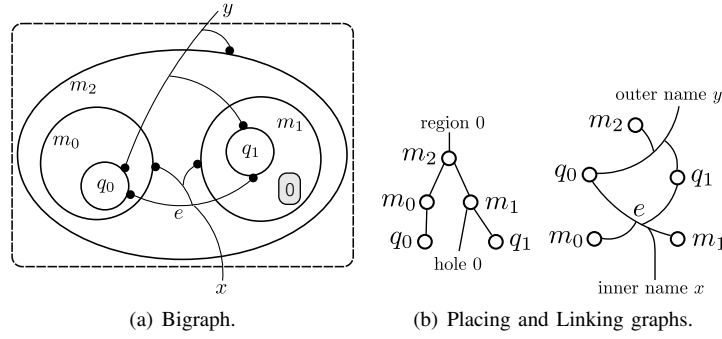 y
m₂
m₀
m₁
q₀
q₁
0
e
x
(a) Bigraph.
region 0
m₂
m₀
m₁
q₀
q₁
hole 0
outer name y
m₂
q₀
q₁
e
m₀
m₁
inner name x
(b) Placing and Linking graphs.